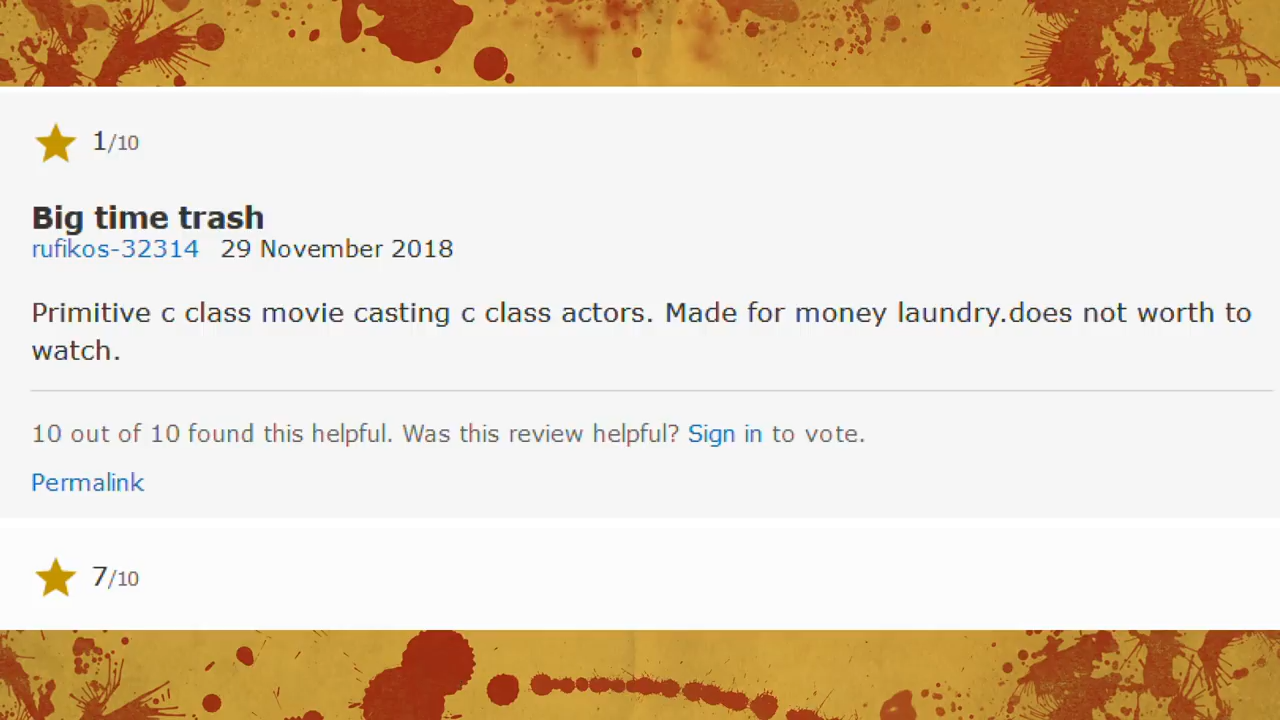 1/10
Big time trash
rufikos-32314 29 November 2018
Primitive c class movie casting c class actors. Made for money laundry.does not worth to
watch.
10 out of 10 found this helpful. Was this review helpful? Sign in to vote.
Permalink
7/10